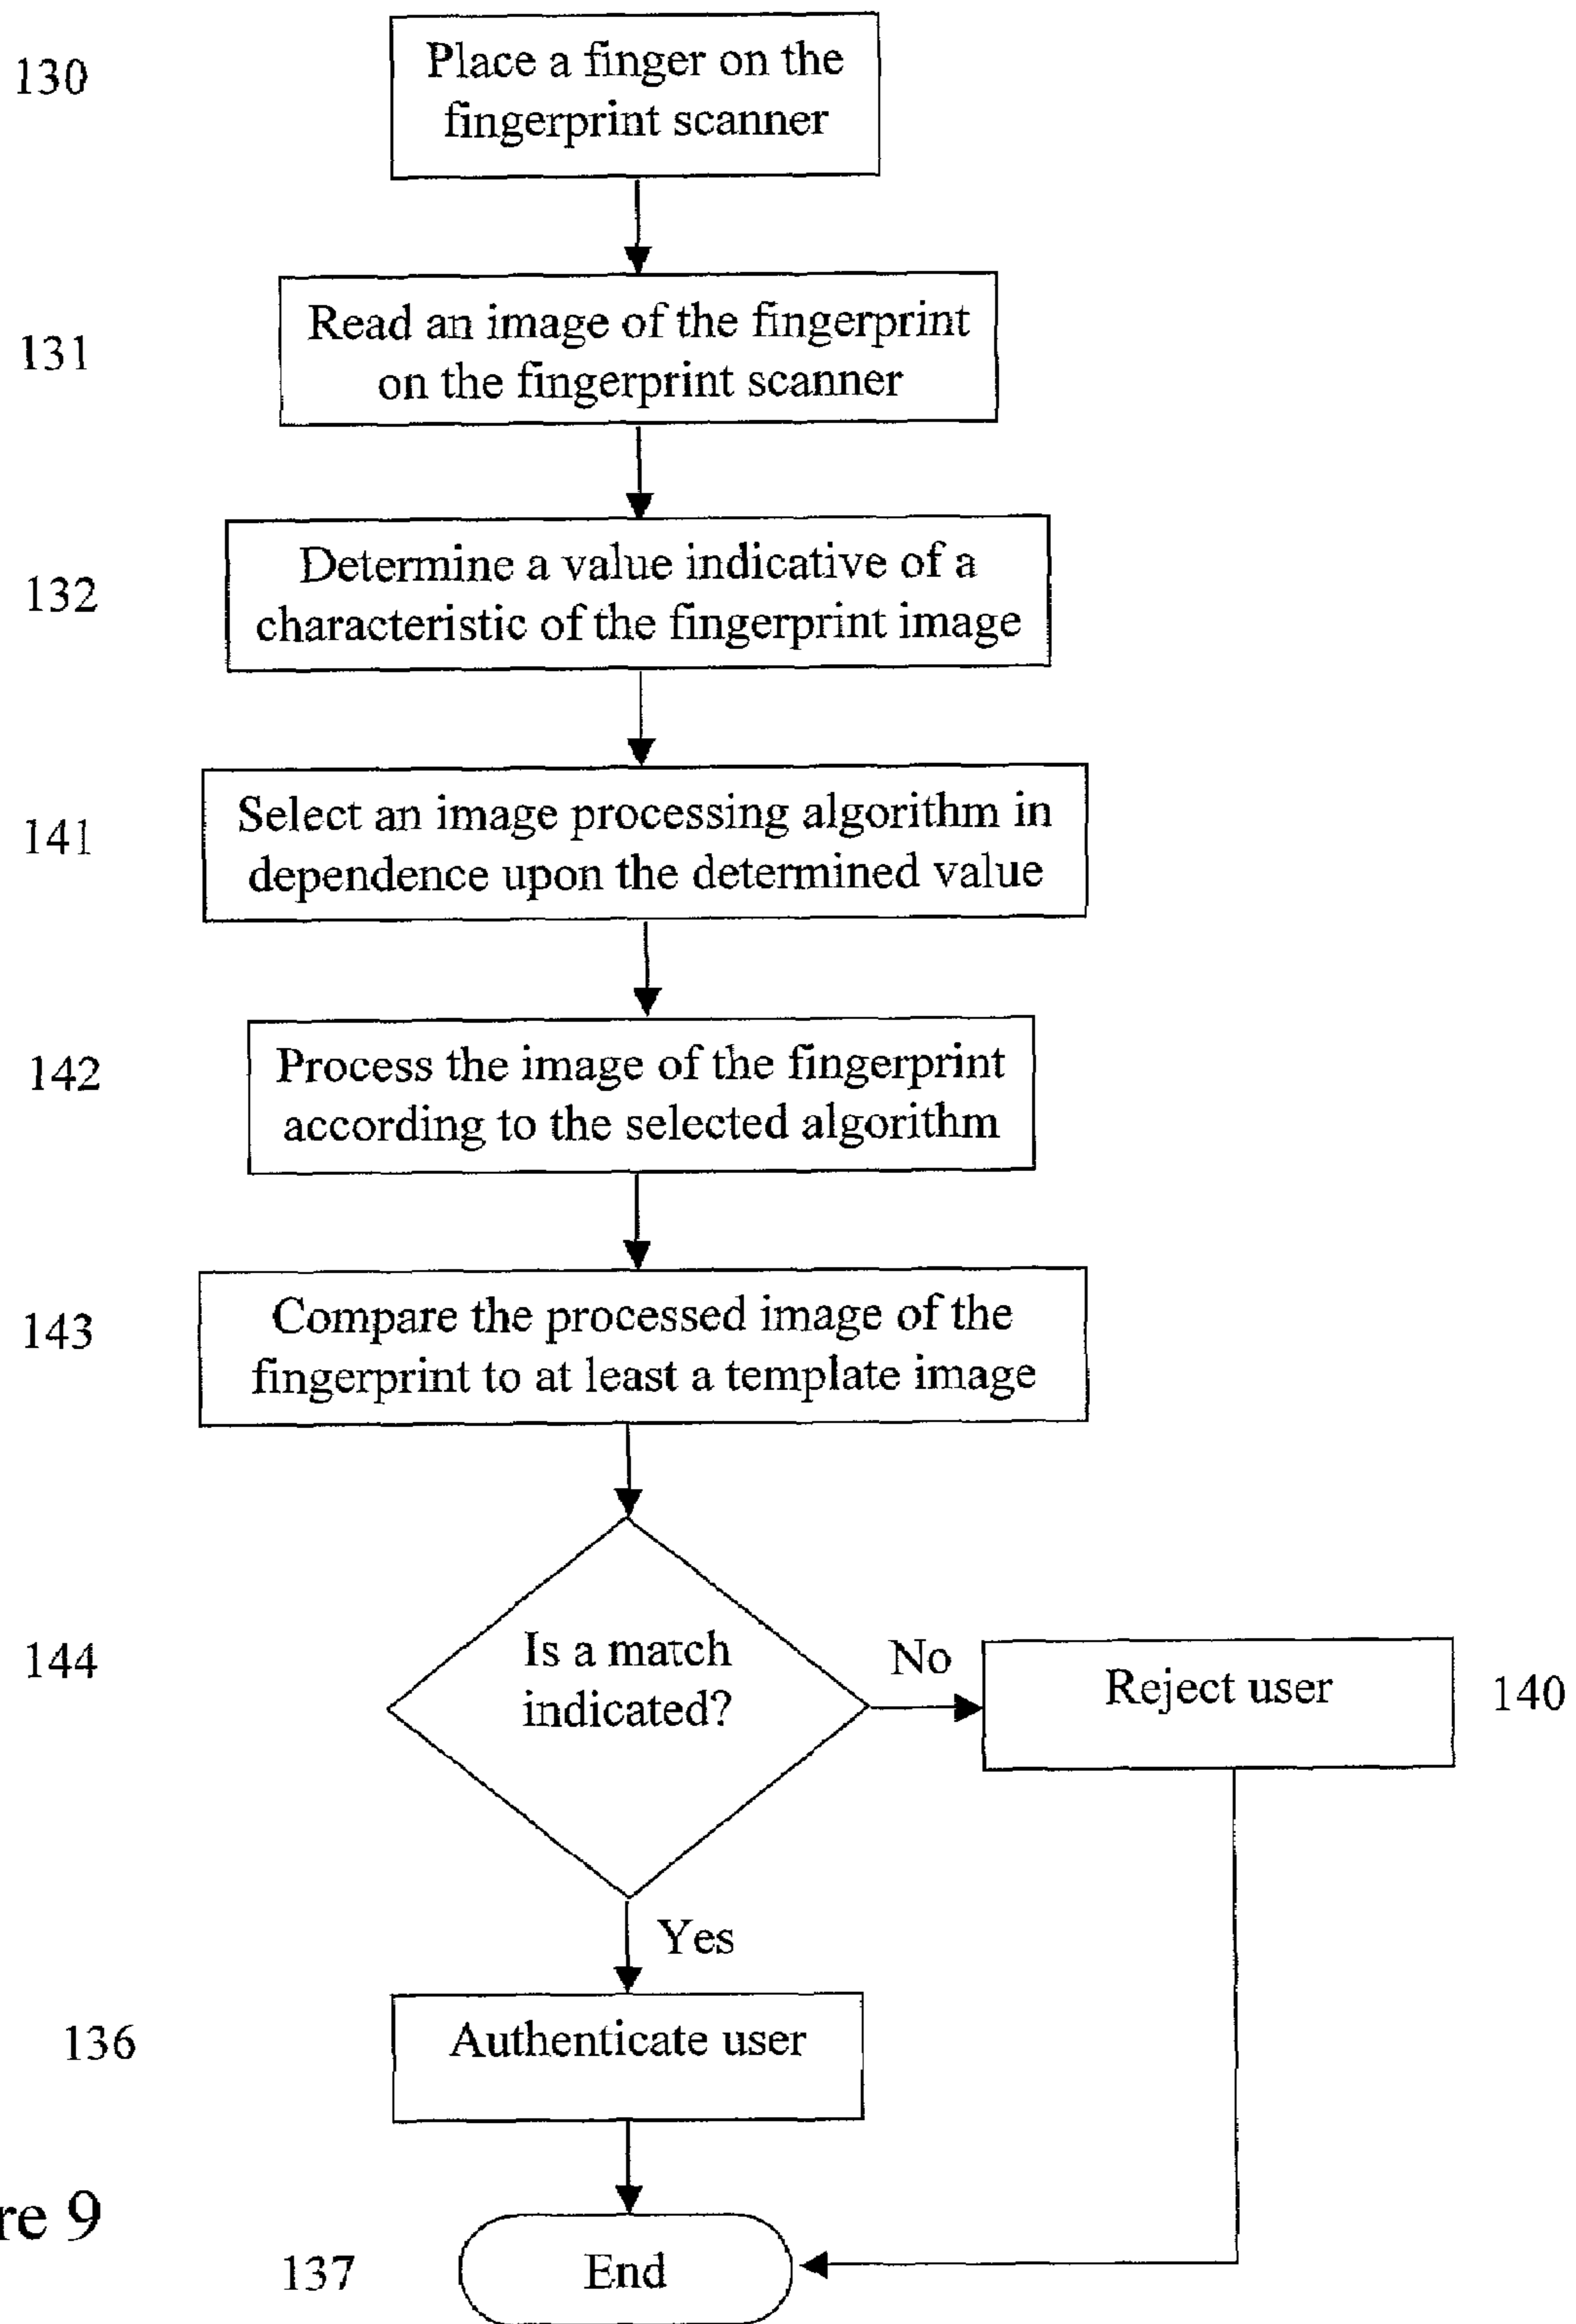 130
Place a finger on the
fingerprint scanner
131
Read an image of the fingerprint
on the fingerprint scanner
132
Determine a value indicative of a
characteristic of the fingerprint image
141
Select an image processing algorithm in
dependence upon the determined value
142
Process the image of the fingerprint
according to the selected algorithm
143
Compare the processed image of the
fingerprint to at least a template image
144
Is a match
indicated?
No
Reject user
140
Yes
136
Authenticate user
re 9
137
End